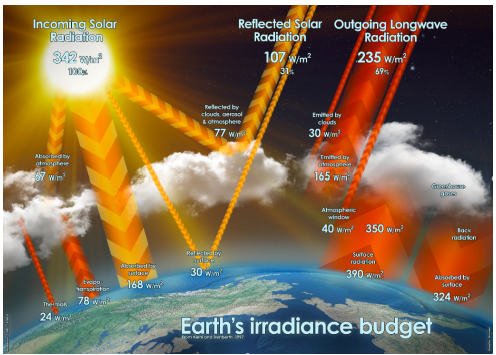 Incoming Solar
Radiation
342 W/m²
100%
Reflected Solar
Radiation
107 W/m²
31%
Outgoing Longwave
Radiation
235 W/m²
69%
Reflected by
clouds, aerosol
& atmosphere
77 W/m²
Emitted by
clouds
30 W/m²
Absorbed by
atmosphere
67 W/m²
Emitted by
atmosphere
165 W/m²
Greenhouse
gases
Atmospheric
window
40 W/m²
350 W/m²
Back
radiation
Reflected by
surface
30 W/m²
Surface
radiation
390 W/m²
Absorbed by
surface
168 W/m²
Evapo
transpiration
78 W/m²
Thermals
24 W/m²
Absorbed by
surface
324 W/m²
Earth's irradiance budget
From Kiehl and Trenberth, 1997